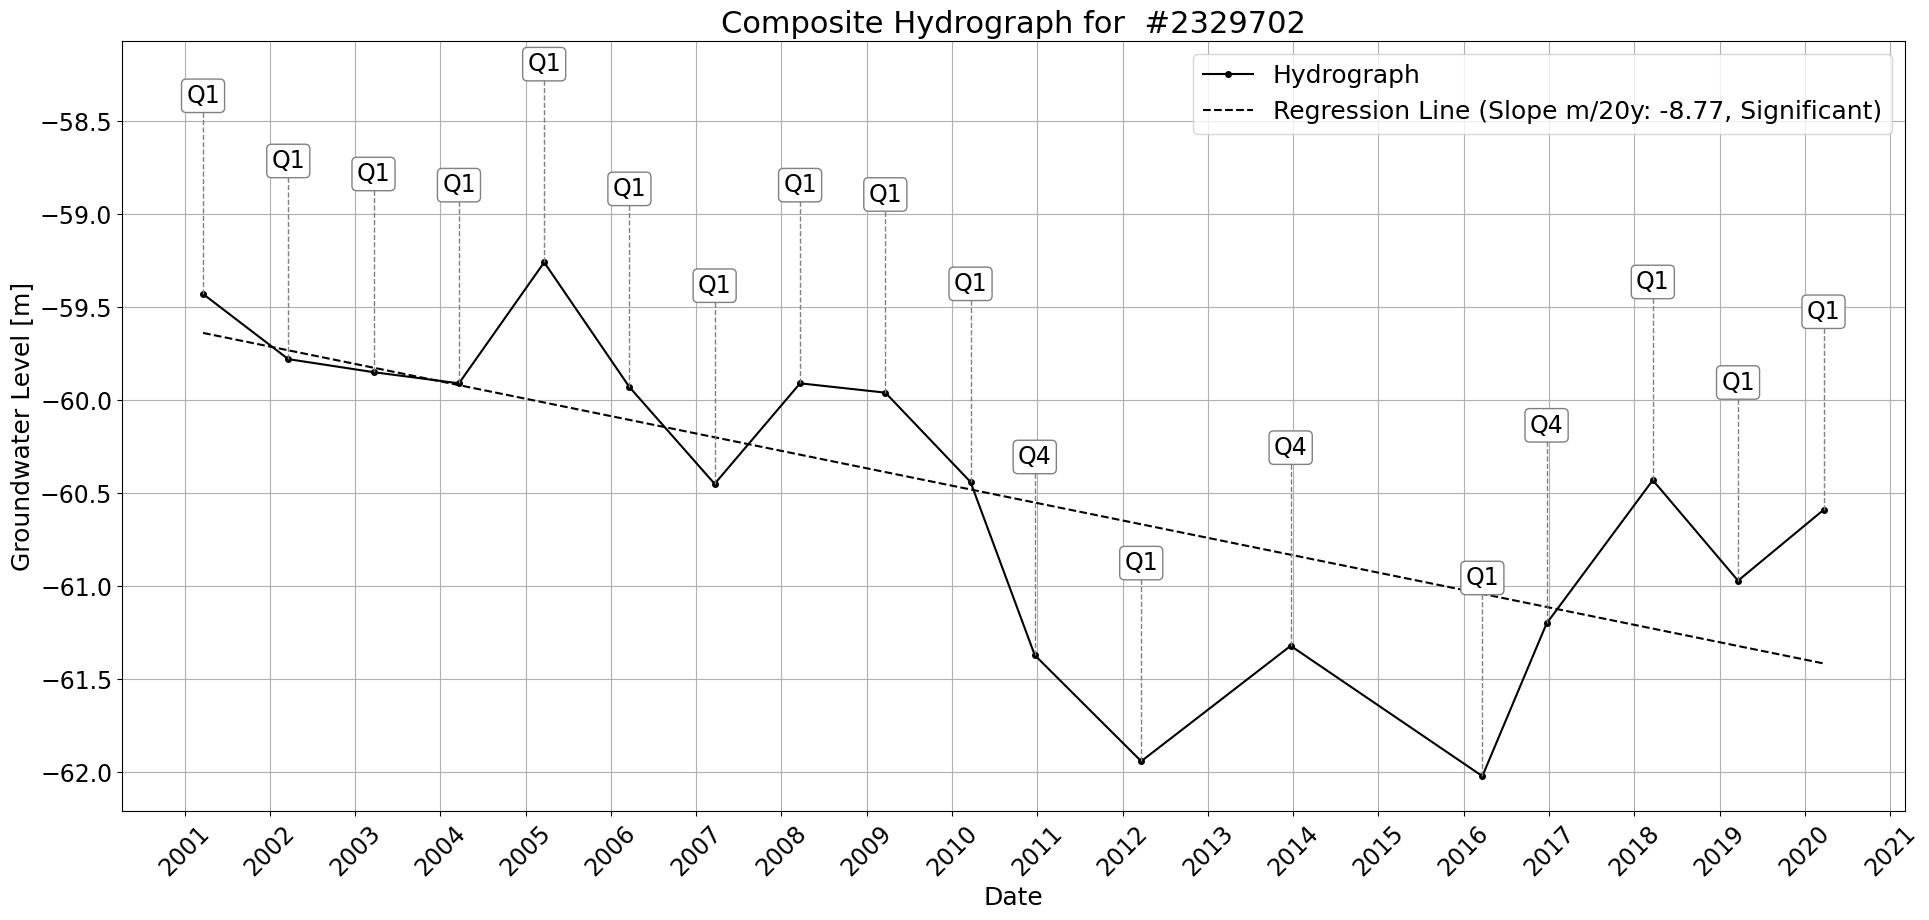 Composite Hydrograph for  #2329702
Hydrograph
Regression Line (Slope m/20y: -8.77, Significant)
Groundwater Level [m]
−58.5
−59.0
−59.5
−60.0
−60.5
−61.0
−61.5
−62.0
Q1
Q1
Q1
Q1
Q1
Q1
Q1
Q1
Q1
Q1
Q4
Q1
Q4
Q1
Q4
Q1
Q1
Q1
2001
2002
2003
2004
2005
2006
2007
2008
2009
2010
2011
2012
2013
2014
2015
2016
2017
2018
2019
2020
2021
Date